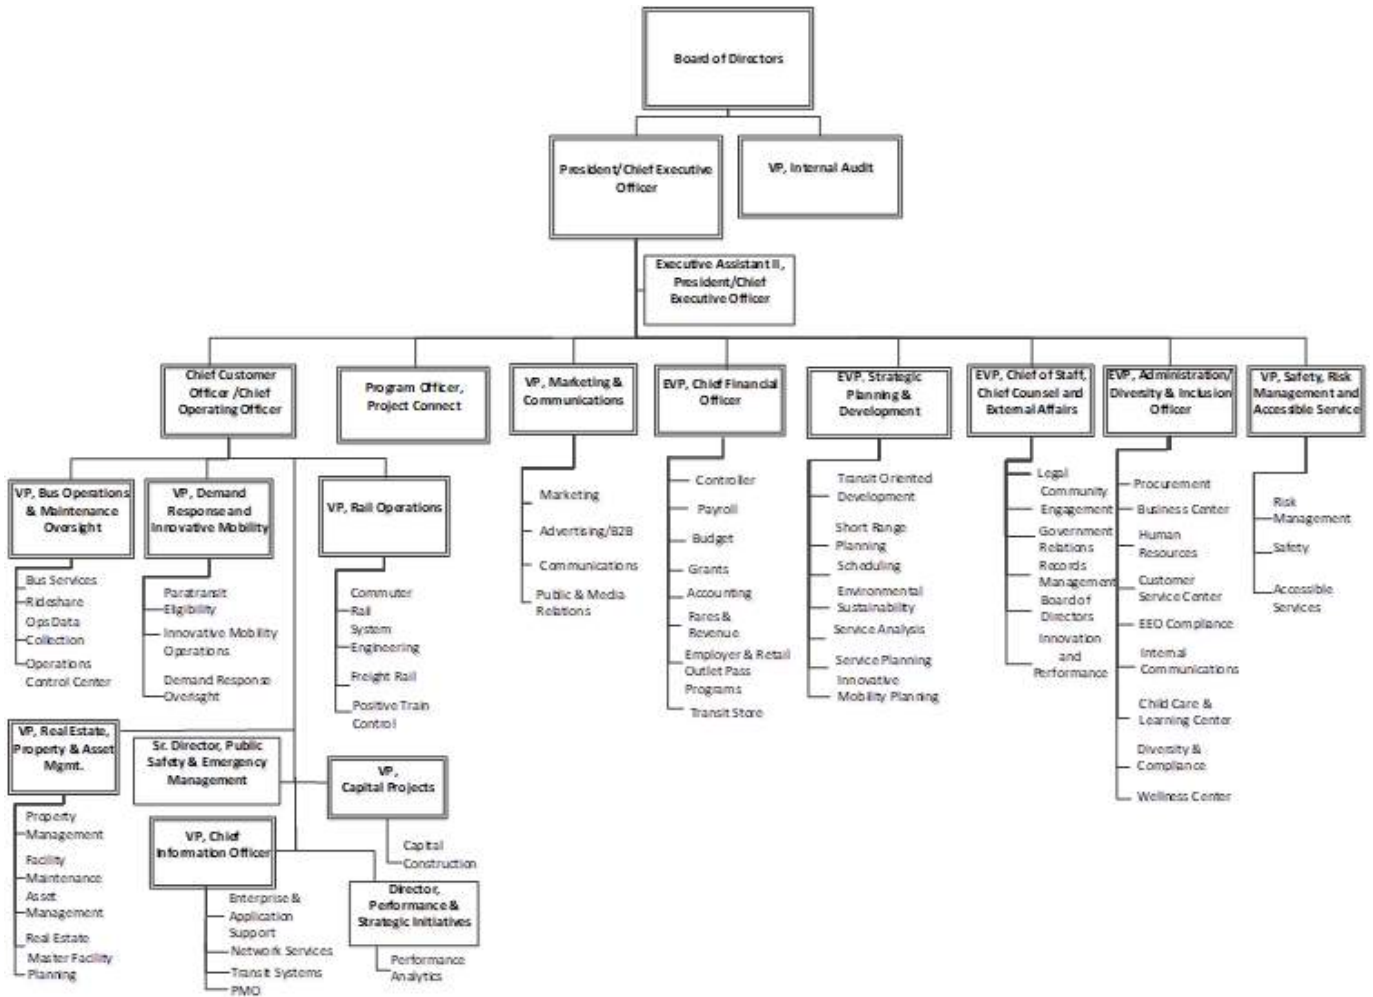 Board of Directors
President/Chief Executive
Officer
VP, Internal Audit
Executive Assistant II,
President/Chief
Executive Officer
Chief Customer
Officer /Chief
Operating Officer
Program Officer,
Project Connect
VP, Marketing &
Communications
EVP, Chief Financial
Officer
EVP, Strategic
Planning &
Development
EVP, Chief of Staff,
Chief Counsel and
External Affairs
EVP, Administration/
Diversity & Inclusion
Officer
VP, Safety, Risk
Management and
Accessible Service
VP, Bus Operations
& Maintenance
Oversight
VP, Demand
Response and
Innovative Mobility
VP, Rail Operations
Bus Services
Rideshare
Ops Data
Collection
Operations
Control Center
Paratransit
Eligibility
Innovative Mobility
Operations
Demand Response
Overisght
Commuter
Rail
System
Engineering
Freight Rail
Positive Train
Control
Marketing
Advertising/B2B
Communications
Public & Media
Relations
Controller
Payroll
Budget
Grants
Accounting
Fares &
Revenue
Employer & Retail
Outlet Pass
Programs
Transit Store
Transit Oriented
Development
Short Range
Planning
Scheduling
Environmental
Sustainability
Service Analysis
Service Planning
Innovative
Mobility Planning
Legal
Community
Engagement
Government
Relations
Records
Management
Board of
Directors
Innovation
and
Performance
Procurement
Business Center
Human
Resources
Customer
Service Center
EEO Compliance
Internal
Communications
Child Care &
Learning Center
Diversity &
Compliance
Wellness Center
Risk
Management
Safety
Accessible
Services
VP, Real Estate,
Property & Asset
Mgmt.
Sr. Director, Public
Safety & Emergency
Management
VP,
Capital Projects
Property
Management
Facility
Maintenance
Asset
Management
Real Estate
Master Facility
Planning
VP, Chief
Information Officer
Enterprise &
Application
Support
Network Services
Transit Systems
PMO
Capital
Construction
Director,
Performance &
Strategic Initiatives
Performance
Analytics